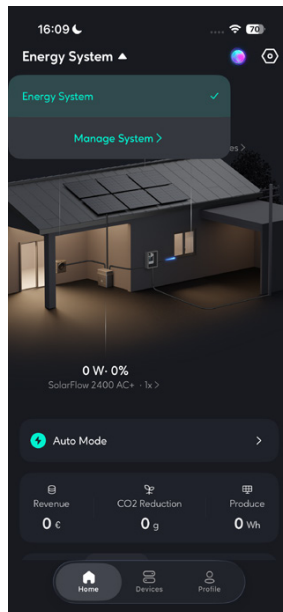 16:09
70
Energy System
Energy System
Manage System >
es >
0 W· 0%
SolarFlow 2400 AC+ · 1x >
Auto Mode
Revenue
CO2 Reduction
Produce
0 €
0 g
0 Wh
Home
Devices
Profile